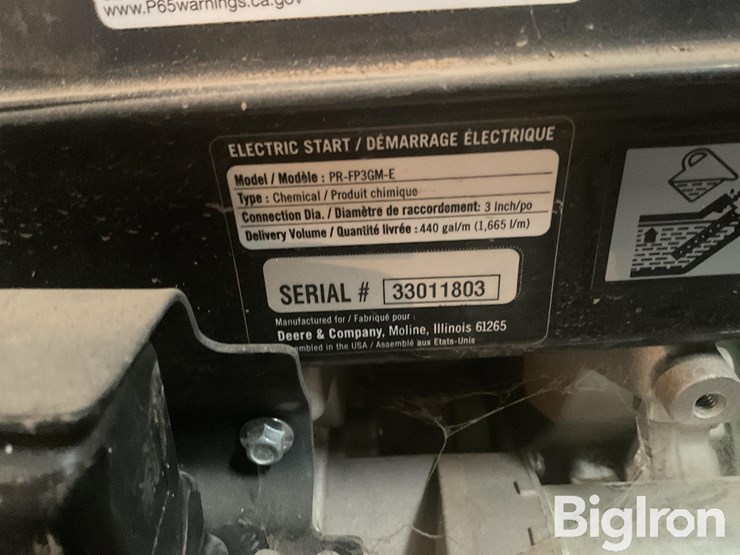 www.P65warnings.ca.gov
ELECTRIC START / DÉMARRAGE ÉLECTRIQUE
Model / Modèle : PR-FP3GM-E
Type : Chemical / Produit chimique
Connection Dia. / Diamètre de raccordement: 3 Inch/po
Delivery Volume / Quantité livrée : 440 gal/m (1,665 l/m)
SERIAL # 33011803
Manufactured for / Fabriqué pour :
Deere & Company, Moline, Illinois 61265
sembled in the USA / Assemblé aux Etats-Unis
BigIron